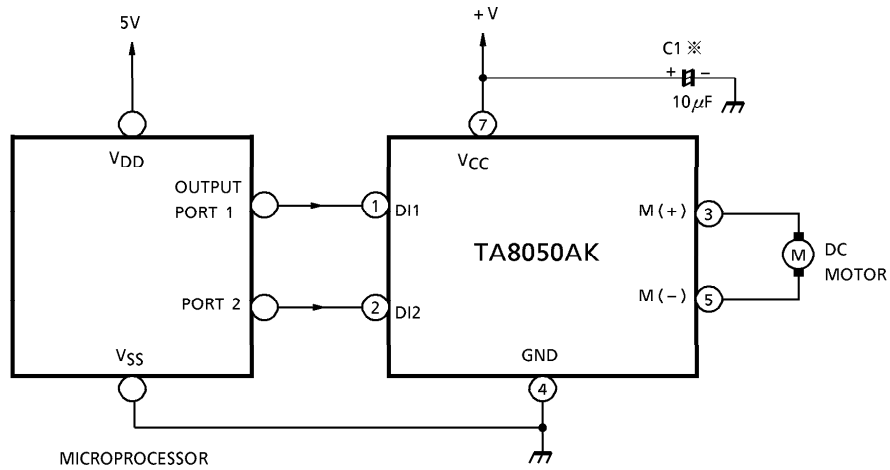 5V
+V
C1 ※
+ −
10μF
7
VDD
VCC
OUTPUT
PORT 1
1
DI1
M (+)
3
TA8050AK
M
DC
MOTOR
PORT 2
2
DI2
M (−)
5
VSS
GND
4
MICROPROCESSOR